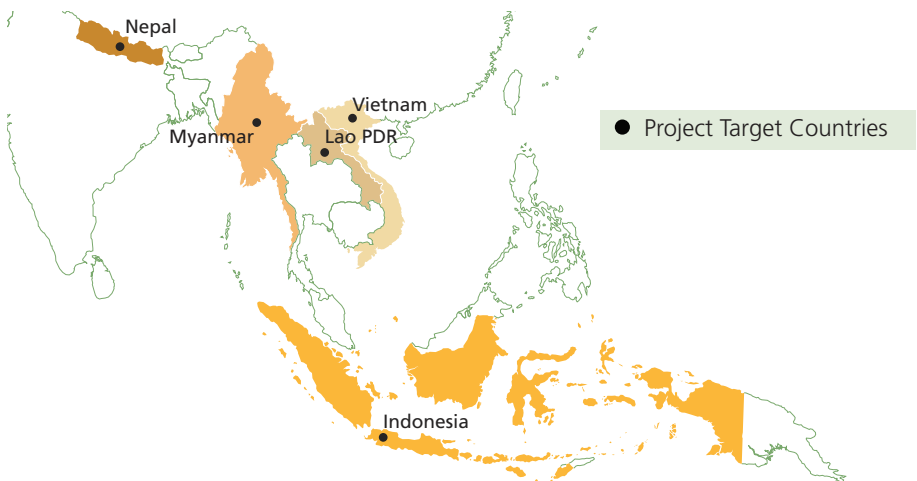 Nepal
Vietnam
Myanmar
Lao PDR
Project Target Countries
Indonesia